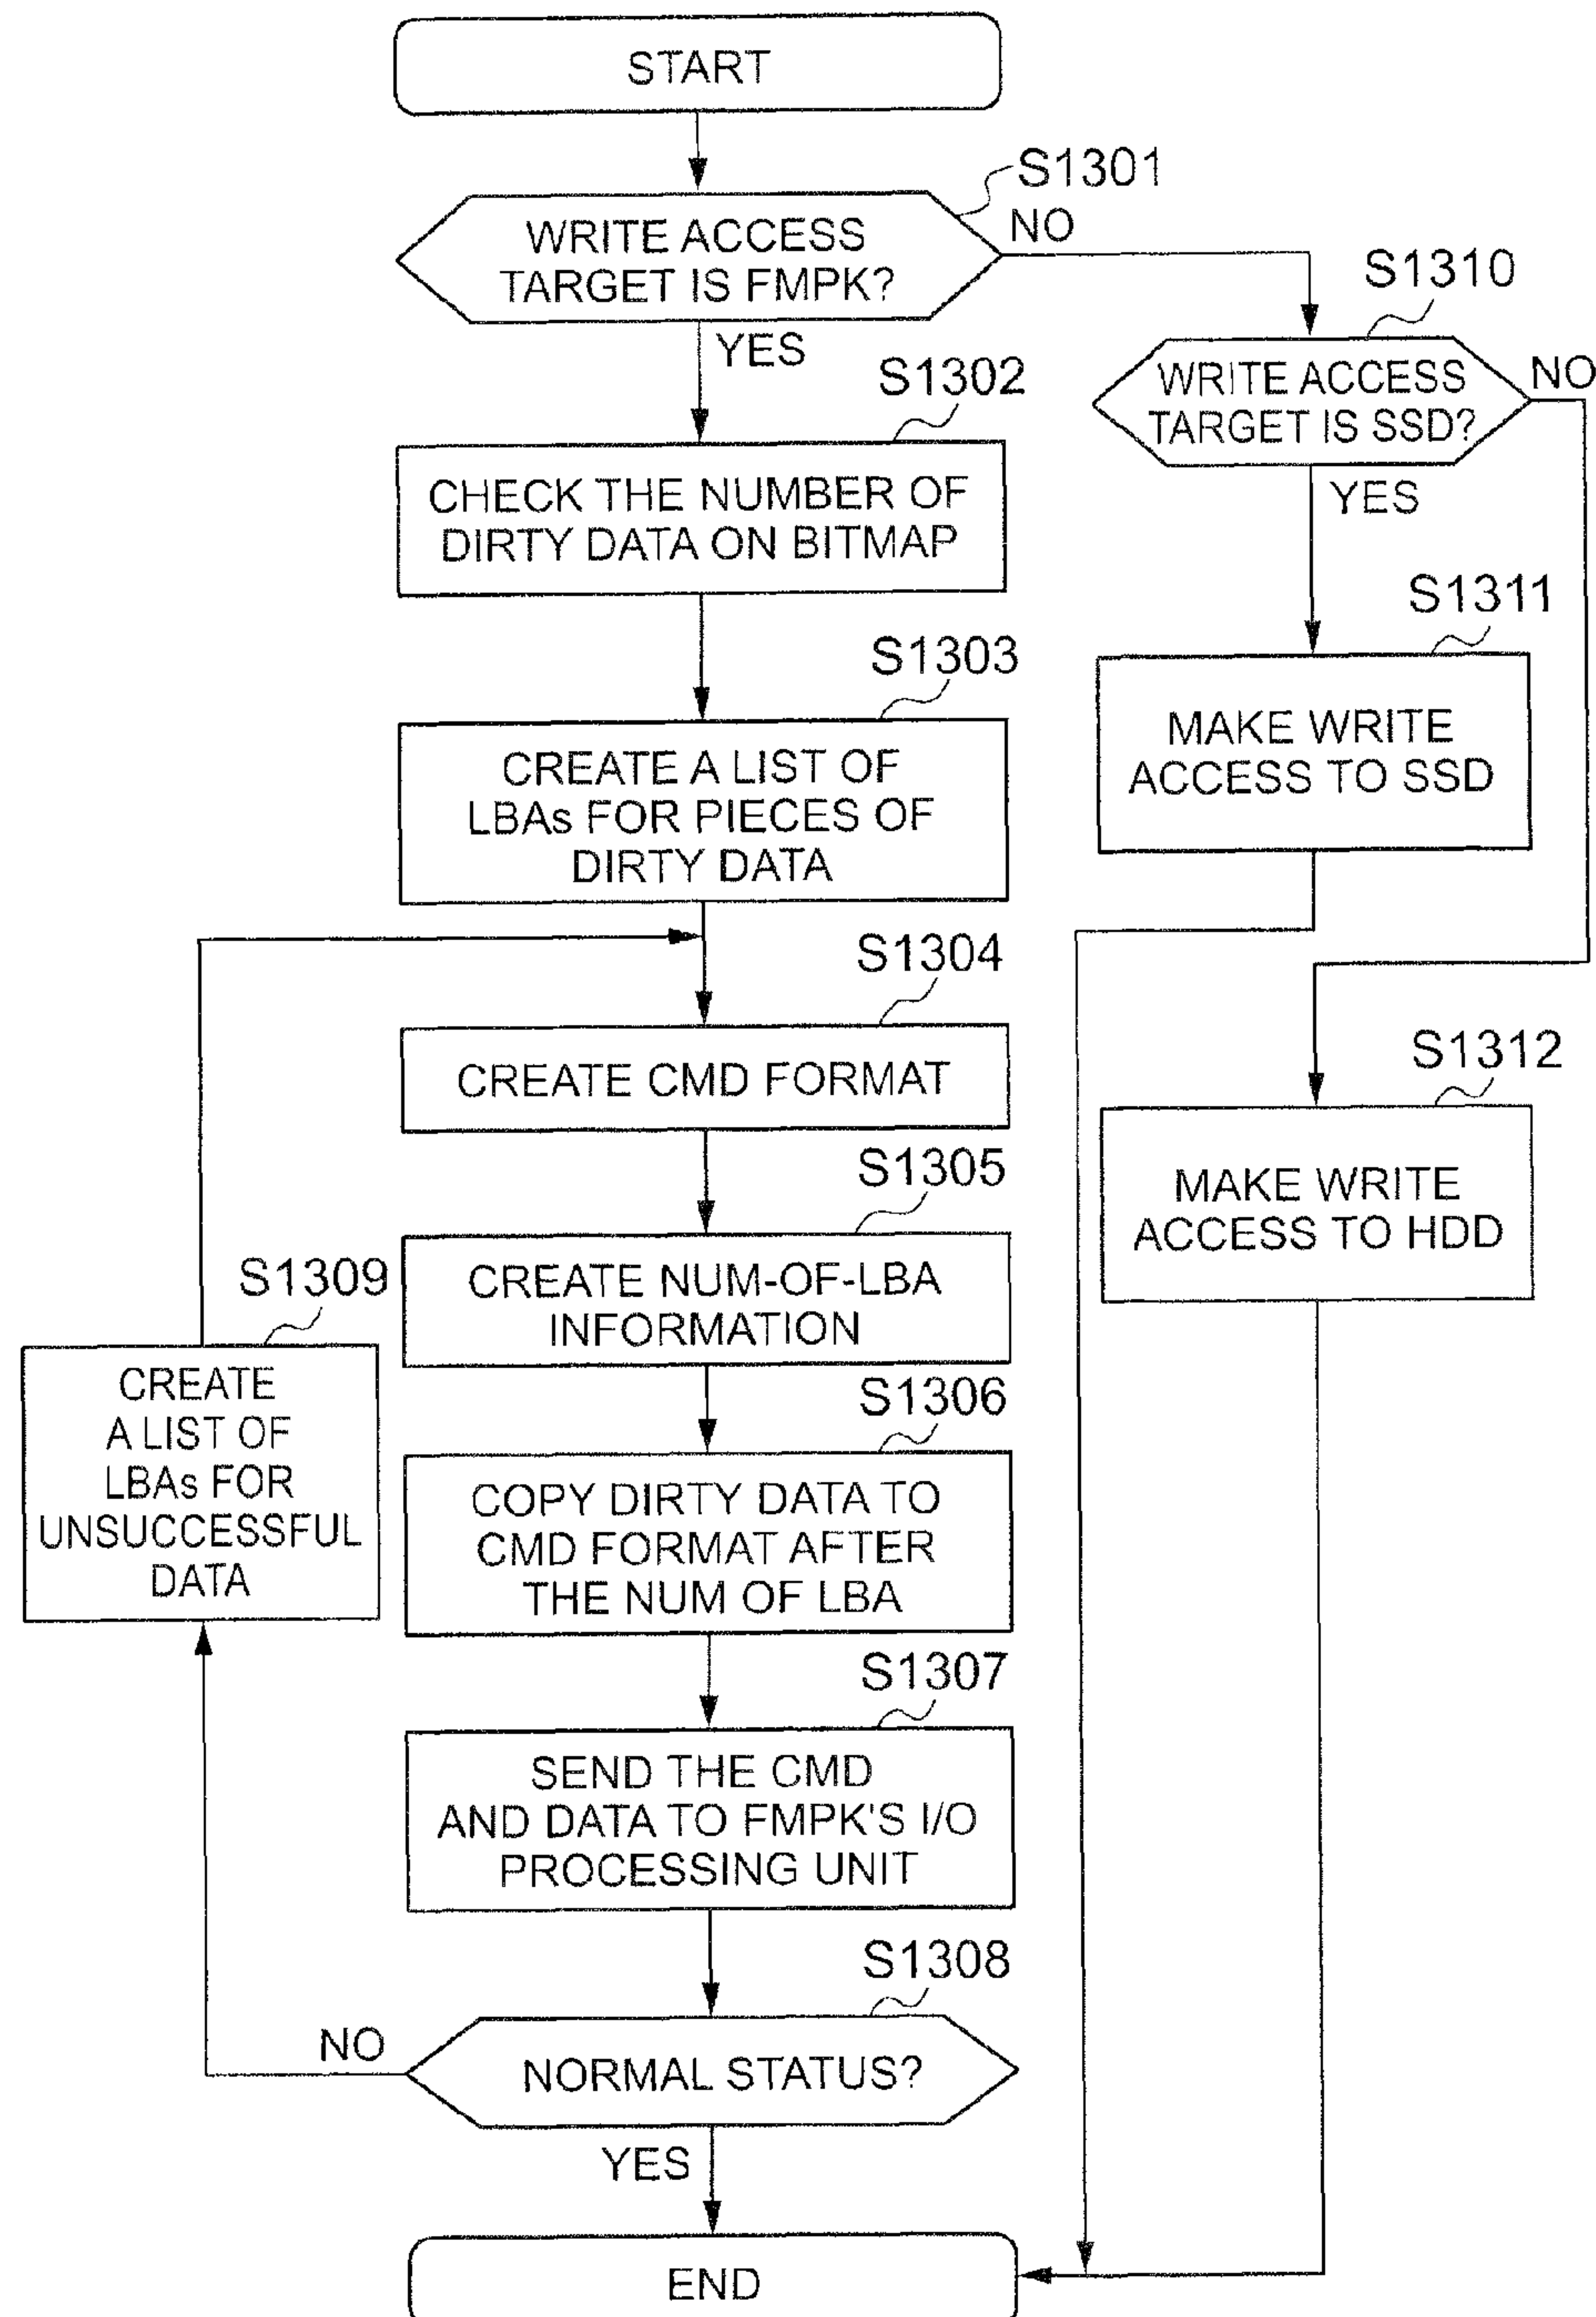 START
S1301
WRITE ACCESS
TARGET IS FMPK?
NO
YES
S1310
WRITE ACCESS
TARGET IS SSD?
NO
YES
S1302
CHECK THE NUMBER OF
DIRTY DATA ON BITMAP
S1311
MAKE WRITE
ACCESS TO SSD
S1303
CREATE A LIST OF
LBAs FOR PIECES OF
DIRTY DATA
S1304
CREATE CMD FORMAT
S1312
MAKE WRITE
ACCESS TO HDD
S1305
CREATE NUM-OF-LBA
INFORMATION
S1309
CREATE
A LIST OF
LBAs FOR
UNSUCCESSFUL
DATA
S1306
COPY DIRTY DATA TO
CMD FORMAT AFTER
THE NUM OF LBA
S1307
SEND THE CMD
AND DATA TO FMPK'S I/O
PROCESSING UNIT
S1308
NORMAL STATUS?
NO
YES
END